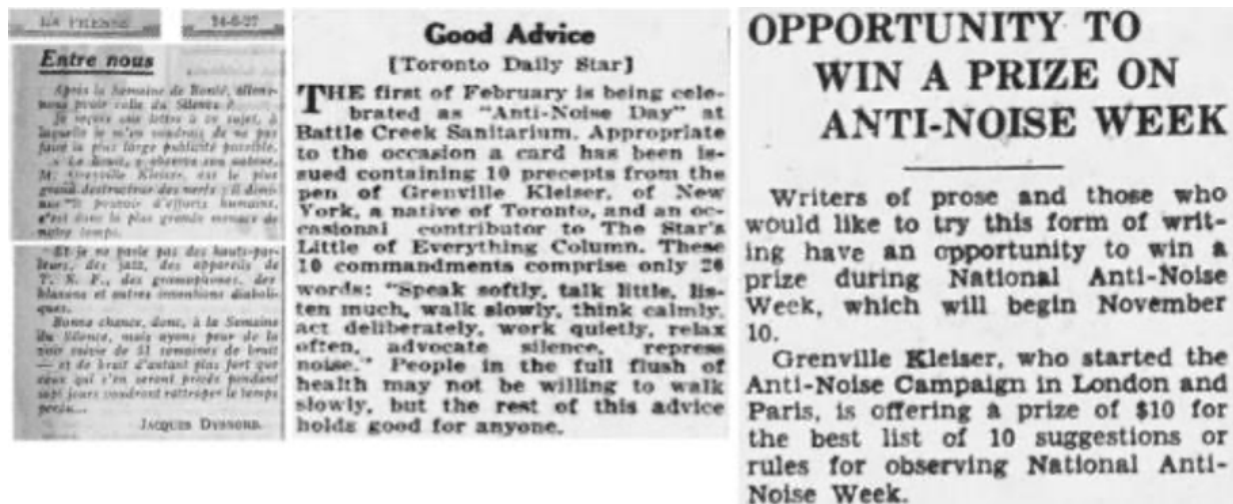 LA PRESSE
24-6-27
Entre nous
Après la Semaine de Bonté, allons-
nous avoir celle du Silence ?
Je reçois une lettre à ce sujet, à
laquelle je m'en voudrais de ne pas
faire la plus large publicité possible.
« Le Bruit, y observe son auteur,
M. Grenville Kleiser, est le plus
grand destructeur des nerfs ; il dimi-
nue le pouvoir d'efforts humains,
c'est donc la plus grande menace de
notre temps.
Et je ne parle pas des hauts-par-
leurs, des jazz, des appareils de
T. S. F., des gramophones, des
klaxons et autres inventions diaboli-
ques.
Bonne chance, donc, à la Semaine
du Silence, mais ayons peur de la
voir suivie de 51 semaines de bruit
— et de bruit d'autant plus fort que
ceux qui s'en seront privés pendant
sept jours voudront rattraper le temps
perdu...
JACQUES DYSSORD.
Good Advice
[Toronto Daily Star]
THE first of February is being cele-
brated as "Anti-Noise Day" at
Battle Creek Sanitarium. Appropriate
to the occasion a card has been is-
sued containing 10 precepts from the
pen of Grenville Kleiser, of New
York, a native of Toronto, and an oc-
casional contributor to The Star's
Little of Everything Column. These
10 commandments comprise only 26
words: "Speak softly, talk little, lis-
ten much, walk slowly, think calmly,
act deliberately, work quietly, relax
often, advocate silence, repress
noise." People in the full flush of
health may not be willing to walk
slowly, but the rest of this advice
holds good for anyone.
OPPORTUNITY TO
WIN A PRIZE ON
ANTI-NOISE WEEK
Writers of prose and those who
would like to try this form of writ-
ing have an opportunity to win a
prize during National Anti-Noise
Week, which will begin November
10.
Grenville Kleiser, who started the
Anti-Noise Campaign in London and
Paris, is offering a prize of $10 for
the best list of 10 suggestions or
rules for observing National Anti-
Noise Week.